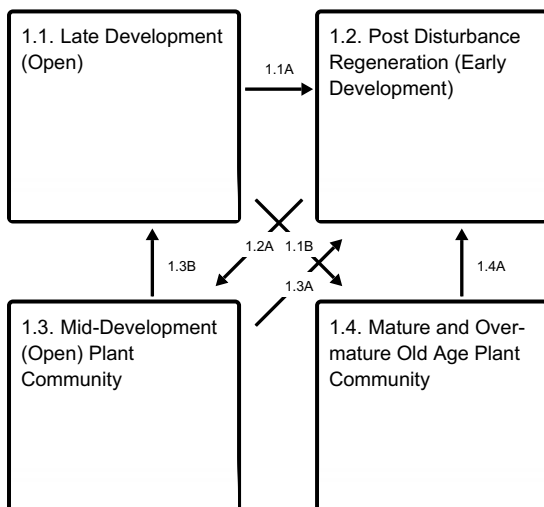 1.1. Late Development
(Open)
1.1A
1.2. Post Disturbance
Regeneration (Early
Development)
1.2A
1.1B
1.3B
1.3A
1.4A
1.3. Mid-Development
(Open) Plant
Community
1.4. Mature and Over-
mature Old Age Plant
Community